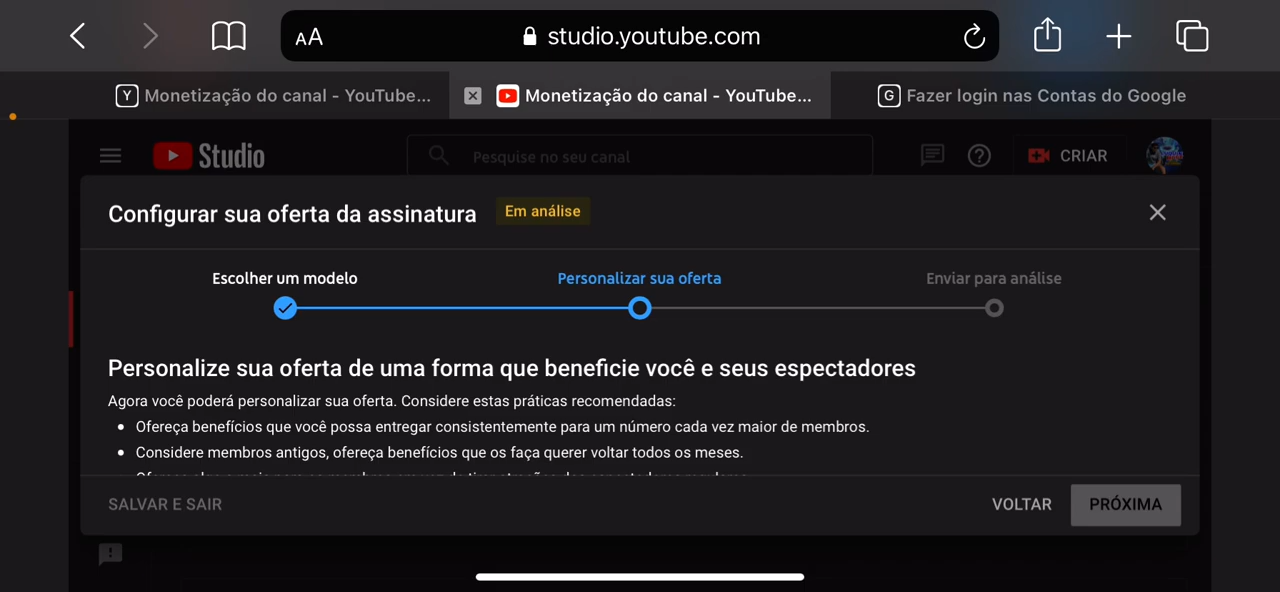 AA
studio.youtube.com
Monetização do canal - YouTube...
Monetização do canal - YouTube...
G Fazer login nas Contas do Google
Studio
Pesquise no seu canal
CRIAR
Configurar sua oferta da assinatura
Em análise
Escolher um modelo
Personalizar sua oferta
Enviar para análise
Personalize sua oferta de uma forma que beneficie você e seus espectadores
Agora você poderá personalizar sua oferta. Considere estas práticas recomendadas:
• Ofereça benefícios que você possa entregar consistentemente para um número cada vez maior de membros.
• Considere membros antigos, ofereça benefícios que os faça querer voltar todos os meses.
SALVAR E SAIR
VOLTAR
PRÓXIMA